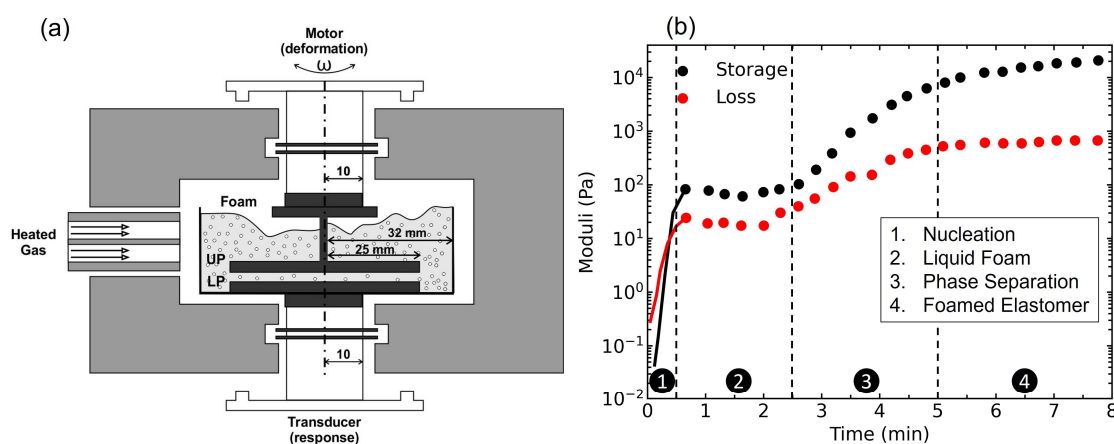 (a)
Motor
(deformation)
ω
10
Foam
32 mm
25 mm
UP
LP
Heated
Gas
10
Transducer
(response)
(b)
Moduli (Pa)
10⁴
10³
10²
10¹
10⁰
10⁻¹
10⁻²
Storage
Loss
1. Nucleation
2. Liquid Foam
3. Phase Separation
4. Foamed Elastomer
1 2 3 4
0 1 2 3 4 5 6 7 8
Time (min)